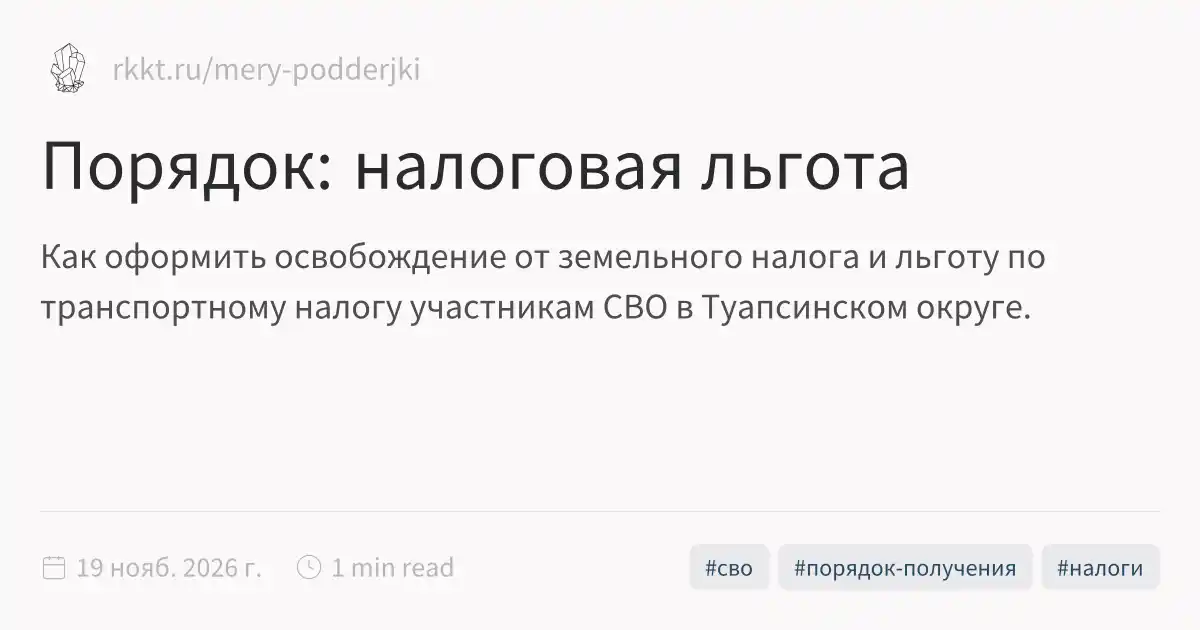 rkkt.ru/mery-podderjki
Порядок: налоговая льгота
Как оформить освобождение от земельного налога и льготу по
транспортному налогу участникам СВО в Туапсинском округе.
19 нояб. 2026 г. 1 min read #сво #порядок-получения #налоги